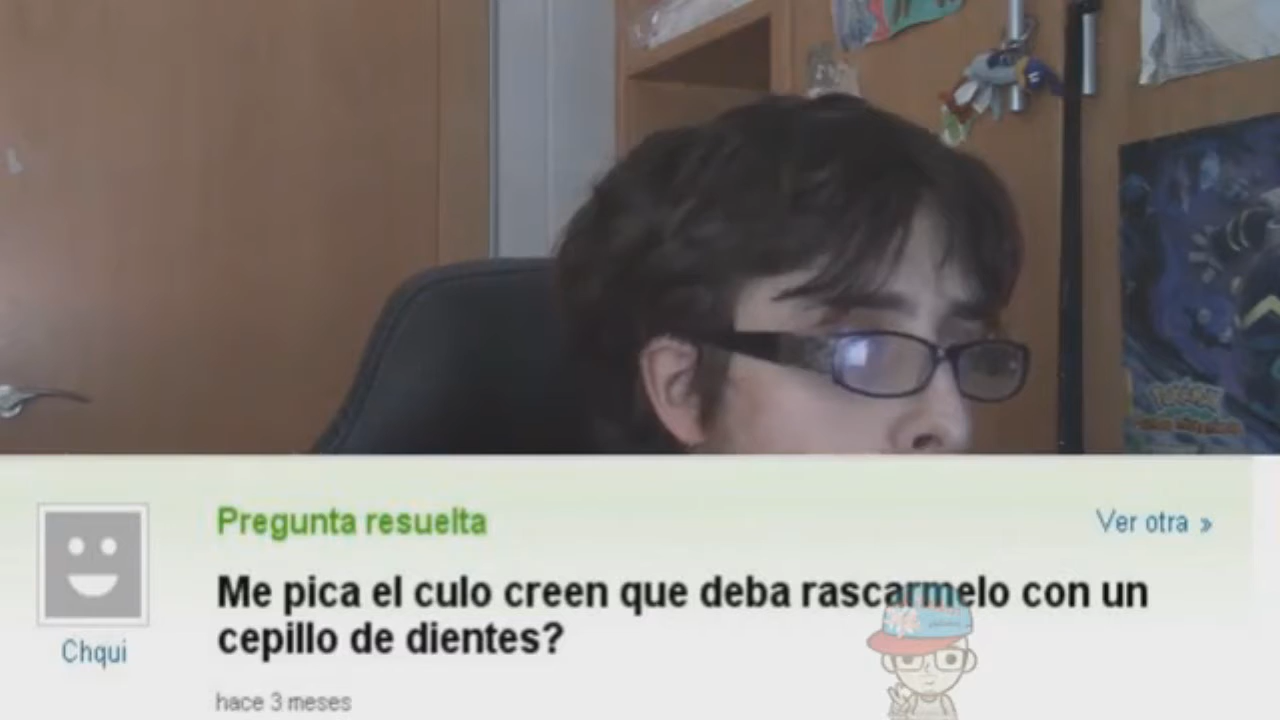 POKÉMON
Pregunta resuelta
Ver otra »
Me pica el culo creen que deba rascarmelo con un
cepillo de dientes?
Chqui
hace 3 meses